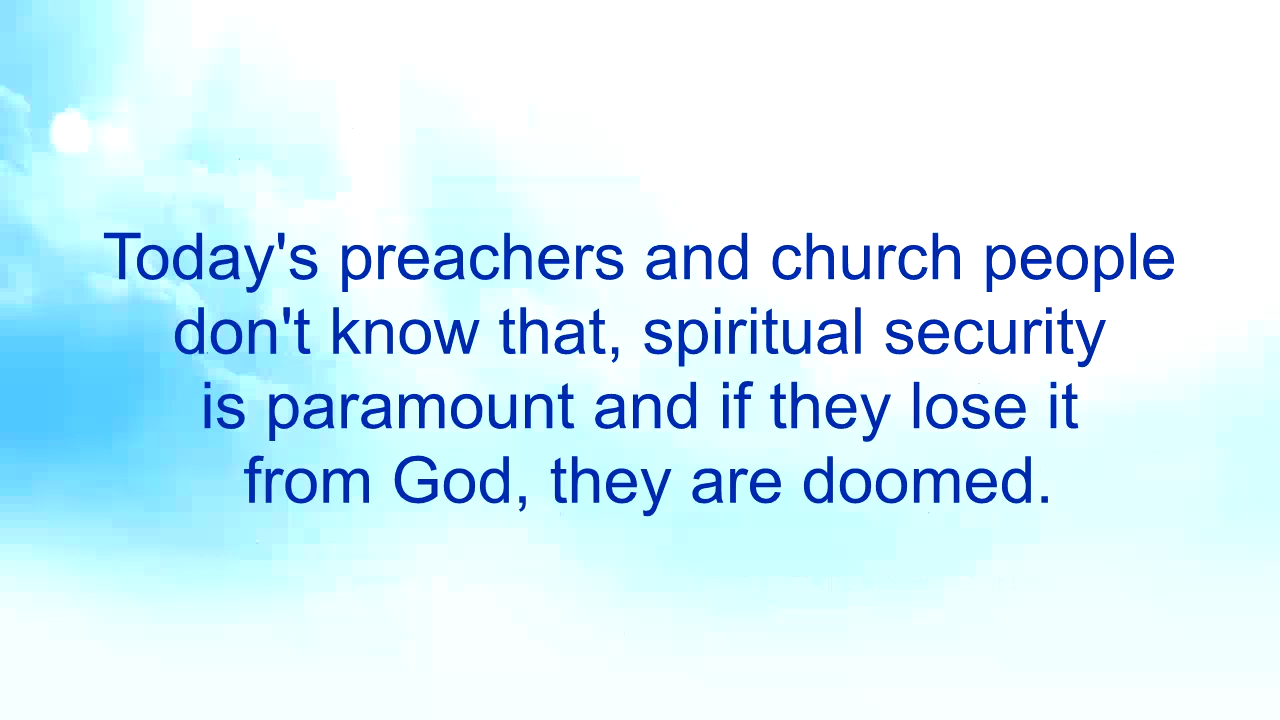 Today's preachers and church people
don't know that, spiritual security
is paramount and if they lose it
from God, they are doomed.